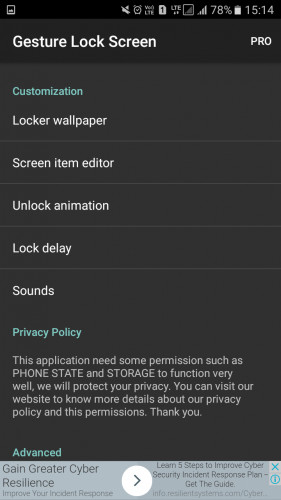 Vo) LTE 1 LTE 78% 15:14
Gesture Lock Screen PRO
Customization
Locker wallpaper
Screen item editor
Unlock animation
Lock delay
Sounds
Privacy Policy
This application need some permission such as
PHONE STATE and STORAGE to function very
well, we will protect your privacy. You can visit our
website to know more details about our privacy
policy and this permissions. Thank you.
Advanced
Gain Greater Cyber
Resilience
Improve Your Incident Response
Learn 5 Steps to Improve Cyber
Security Incident Response Plan –
Get The Guide.
info.resilientsystems.com/Cyber...